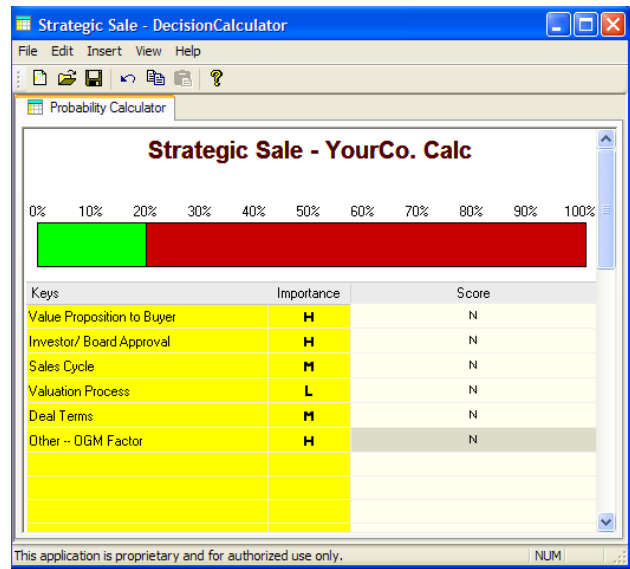 Strategic Sale - DecisionCalculator
File Edit Insert View Help
Probability Calculator
Strategic Sale - YourCo. Calc
0% 10% 20% 30% 40% 50% 60% 70% 80% 90% 100%
Keys Importance Score
Value Proposition to Buyer H N
Investor/ Board Approval H N
Sales Cycle M N
Valuation Process L N
Deal Terms M N
Other -- OGM Factor H N
This application is proprietary and for authorized use only. NUM